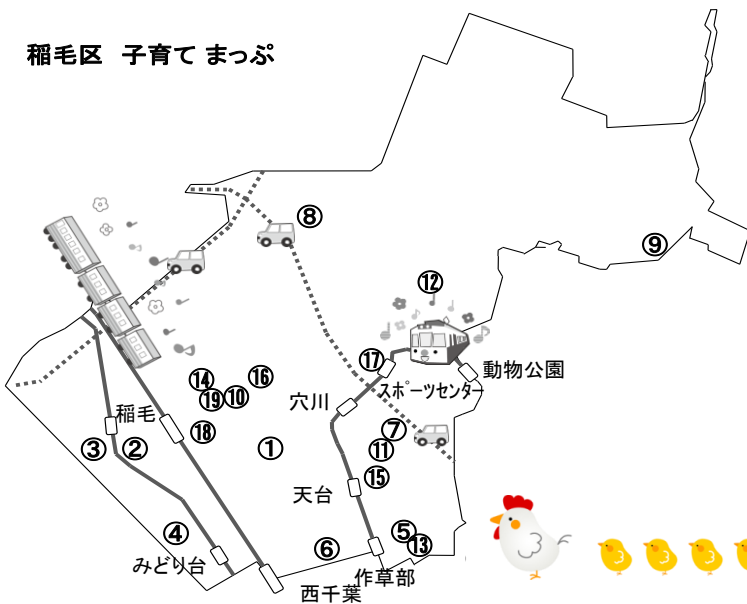 稲毛区 子育て まっぷ
⑧
⑨
⑫
⑰
動物公園
スポーツセンター
⑭
⑯
⑲
⑩
穴川
稲毛
⑱
⑦
③
②
①
⑪
⑮
天台
④
⑤
⑥
⑬
みどり台
作草部
西千葉